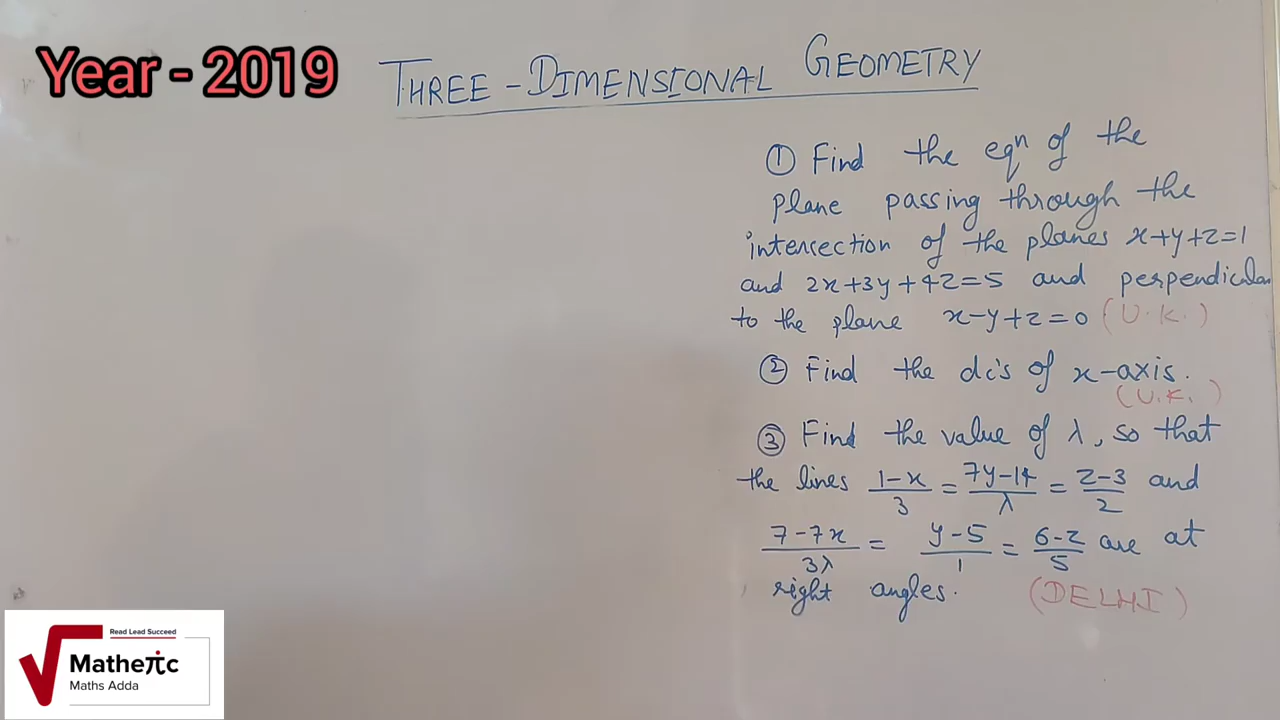 Year - 2019
THREE-DIMENSIONAL GEOMETRY
① Find the eqn of the
plane passing through the
intersection of the planes x+y+z=1
and 2x+3y+4z=5 and perpendicular
to the plane x-y+z=0 (U.K.)
② Find the dc's of x-axis.
(U.K.)
③ Find the value of λ, so that
the lines (1-x)/3 = (7y-14)/λ = (z-3)/2 and
(7-7x)/3λ = (y-5)/1 = (6-z)/5 are at
right angles. (DELHI)
Read Lead Succeed
Matheπc
Maths Adda